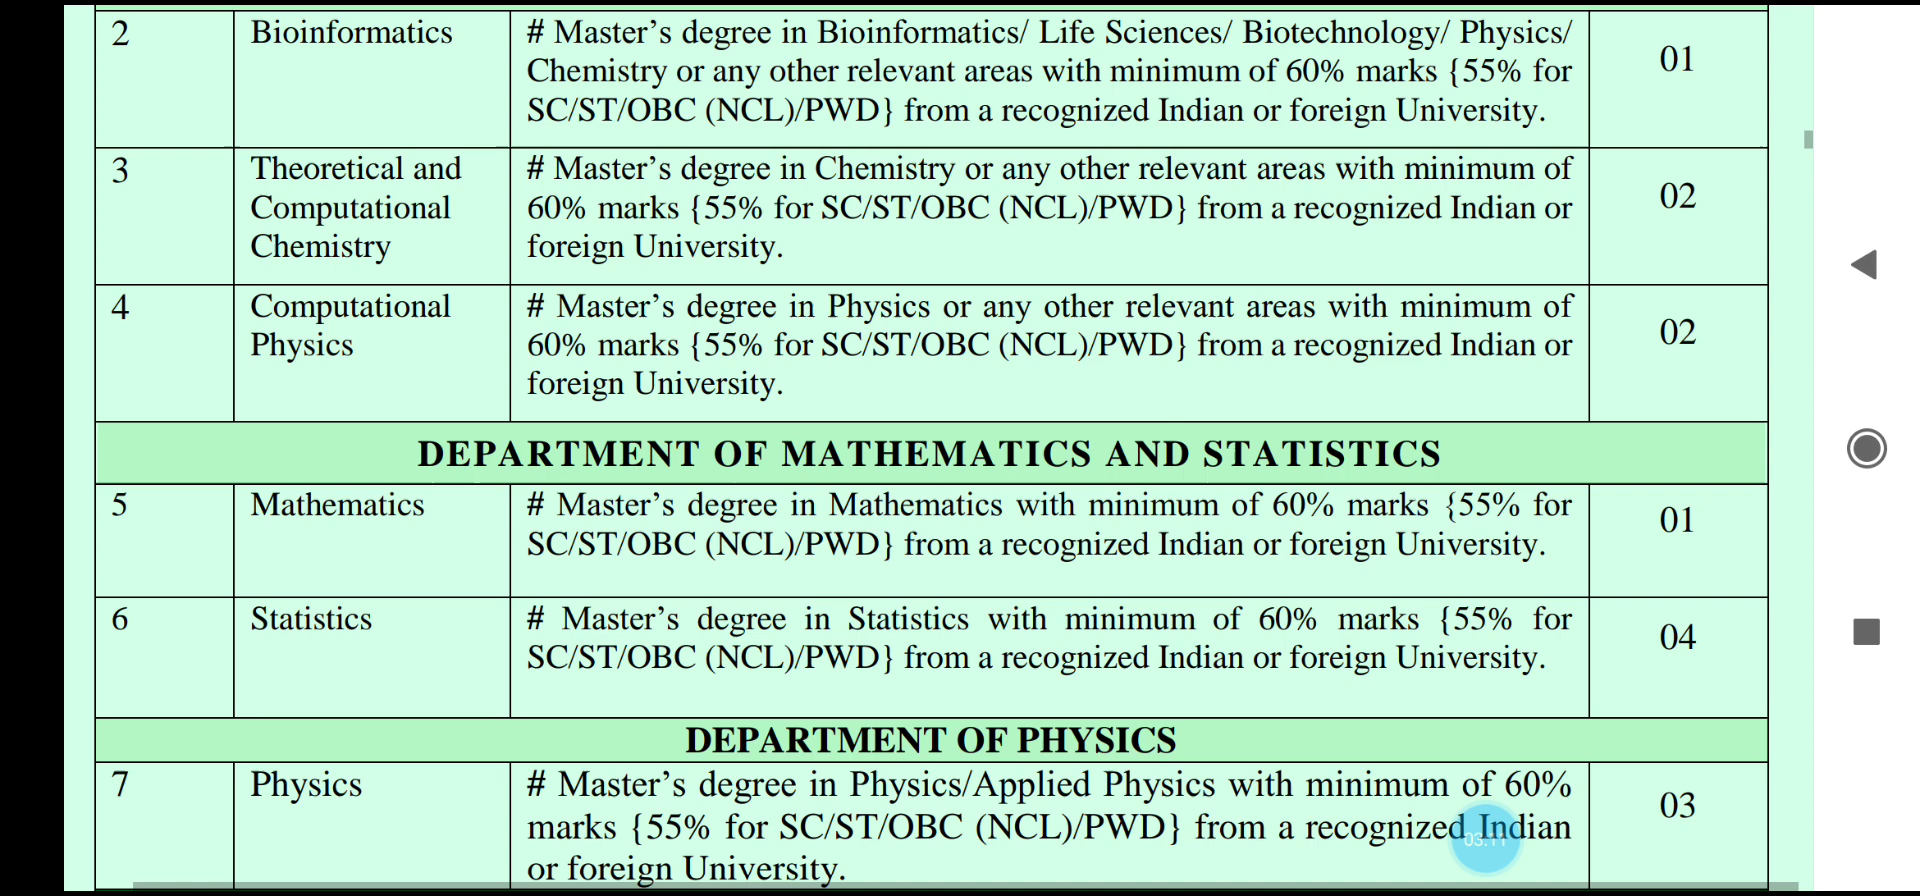 2
Bioinformatics
# Master’s degree in Bioinformatics/ Life Sciences/ Biotechnology/ Physics/
Chemistry or any other relevant areas with minimum of 60% marks {55% for
SC/ST/OBC (NCL)/PWD} from a recognized Indian or foreign University.
01
3
Theoretical and
Computational
Chemistry
# Master’s degree in Chemistry or any other relevant areas with minimum of
60% marks {55% for SC/ST/OBC (NCL)/PWD} from a recognized Indian or
foreign University.
02
4
Computational
Physics
# Master’s degree in Physics or any other relevant areas with minimum of
60% marks {55% for SC/ST/OBC (NCL)/PWD} from a recognized Indian or
foreign University.
02
DEPARTMENT OF MATHEMATICS AND STATISTICS
5
Mathematics
# Master’s degree in Mathematics with minimum of 60% marks {55% for
SC/ST/OBC (NCL)/PWD} from a recognized Indian or foreign University.
01
6
Statistics
# Master’s degree in Statistics with minimum of 60% marks {55% for
SC/ST/OBC (NCL)/PWD} from a recognized Indian or foreign University.
04
DEPARTMENT OF PHYSICS
7
Physics
# Master’s degree in Physics/Applied Physics with minimum of 60%
marks {55% for SC/ST/OBC (NCL)/PWD} from a recognized Indian
or foreign University.
03
03:11